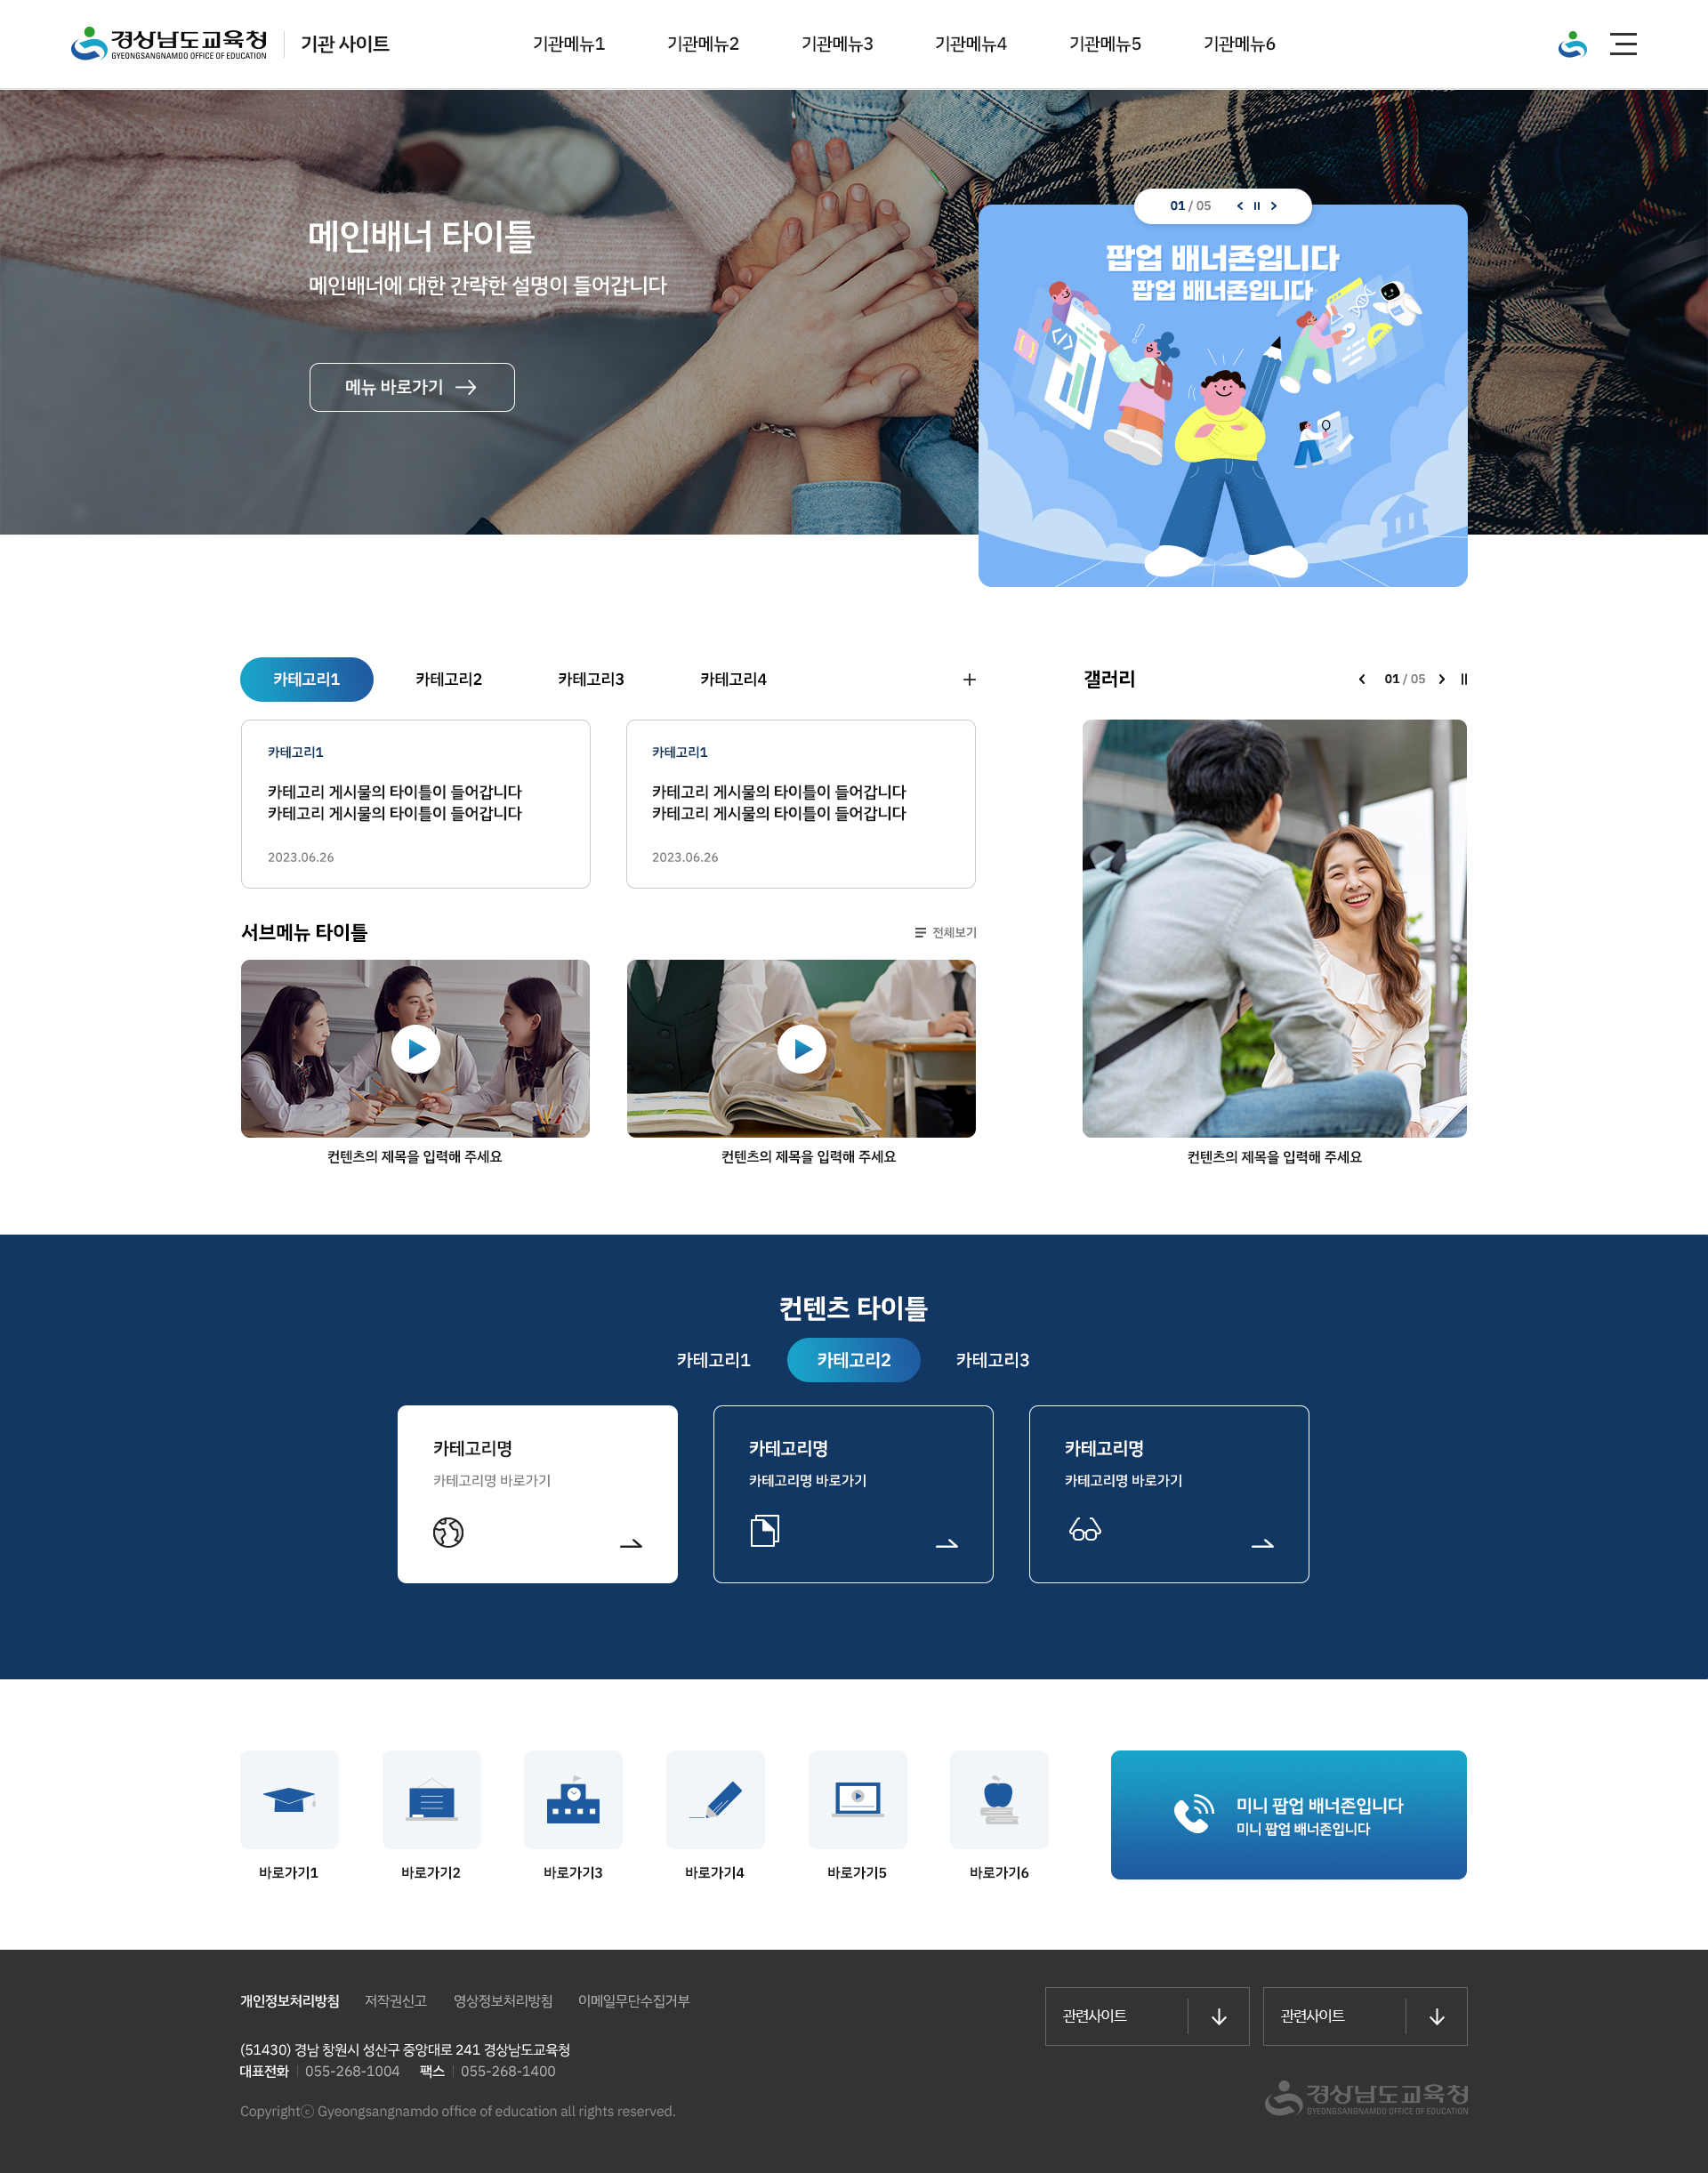 경상남도교육청
GYEONGSANGNAMDO OFFICE OF EDUCATION
기관 사이트
기관메뉴1
기관메뉴2
기관메뉴3
기관메뉴4
기관메뉴5
기관메뉴6
메인배너 타이틀
메인배너에 대한 간략한 설명이 들어갑니다
메뉴 바로가기
01 / 05
팝업 배너존입니다
팝업 배너존입니다
카테고리1
카테고리2
카테고리3
카테고리4
카테고리1
카테고리 게시물의 타이틀이 들어갑니다
카테고리 게시물의 타이틀이 들어갑니다
2023.06.26
카테고리1
카테고리 게시물의 타이틀이 들어갑니다
카테고리 게시물의 타이틀이 들어갑니다
2023.06.26
서브메뉴 타이틀
전체보기
컨텐츠의 제목을 입력해 주세요
컨텐츠의 제목을 입력해 주세요
갤러리
01 / 05
컨텐츠의 제목을 입력해 주세요
컨텐츠 타이틀
카테고리1
카테고리2
카테고리3
카테고리명
카테고리명 바로가기
카테고리명
카테고리명 바로가기
카테고리명
카테고리명 바로가기
바로가기1
바로가기2
바로가기3
바로가기4
바로가기5
바로가기6
미니 팝업 배너존입니다
미니 팝업 배너존입니다
개인정보처리방침
저작권신고
영상정보처리방침
이메일무단수집거부
(51430) 경남 창원시 성산구 중앙대로 241 경상남도교육청
대표전화 055-268-1004 팩스 055-268-1400
Copyrightⓒ Gyeongsangnamdo office of education all rights reserved.
관련사이트
관련사이트
경상남도교육청
GYEONGSANGNAMDO OFFICE OF EDUCATION